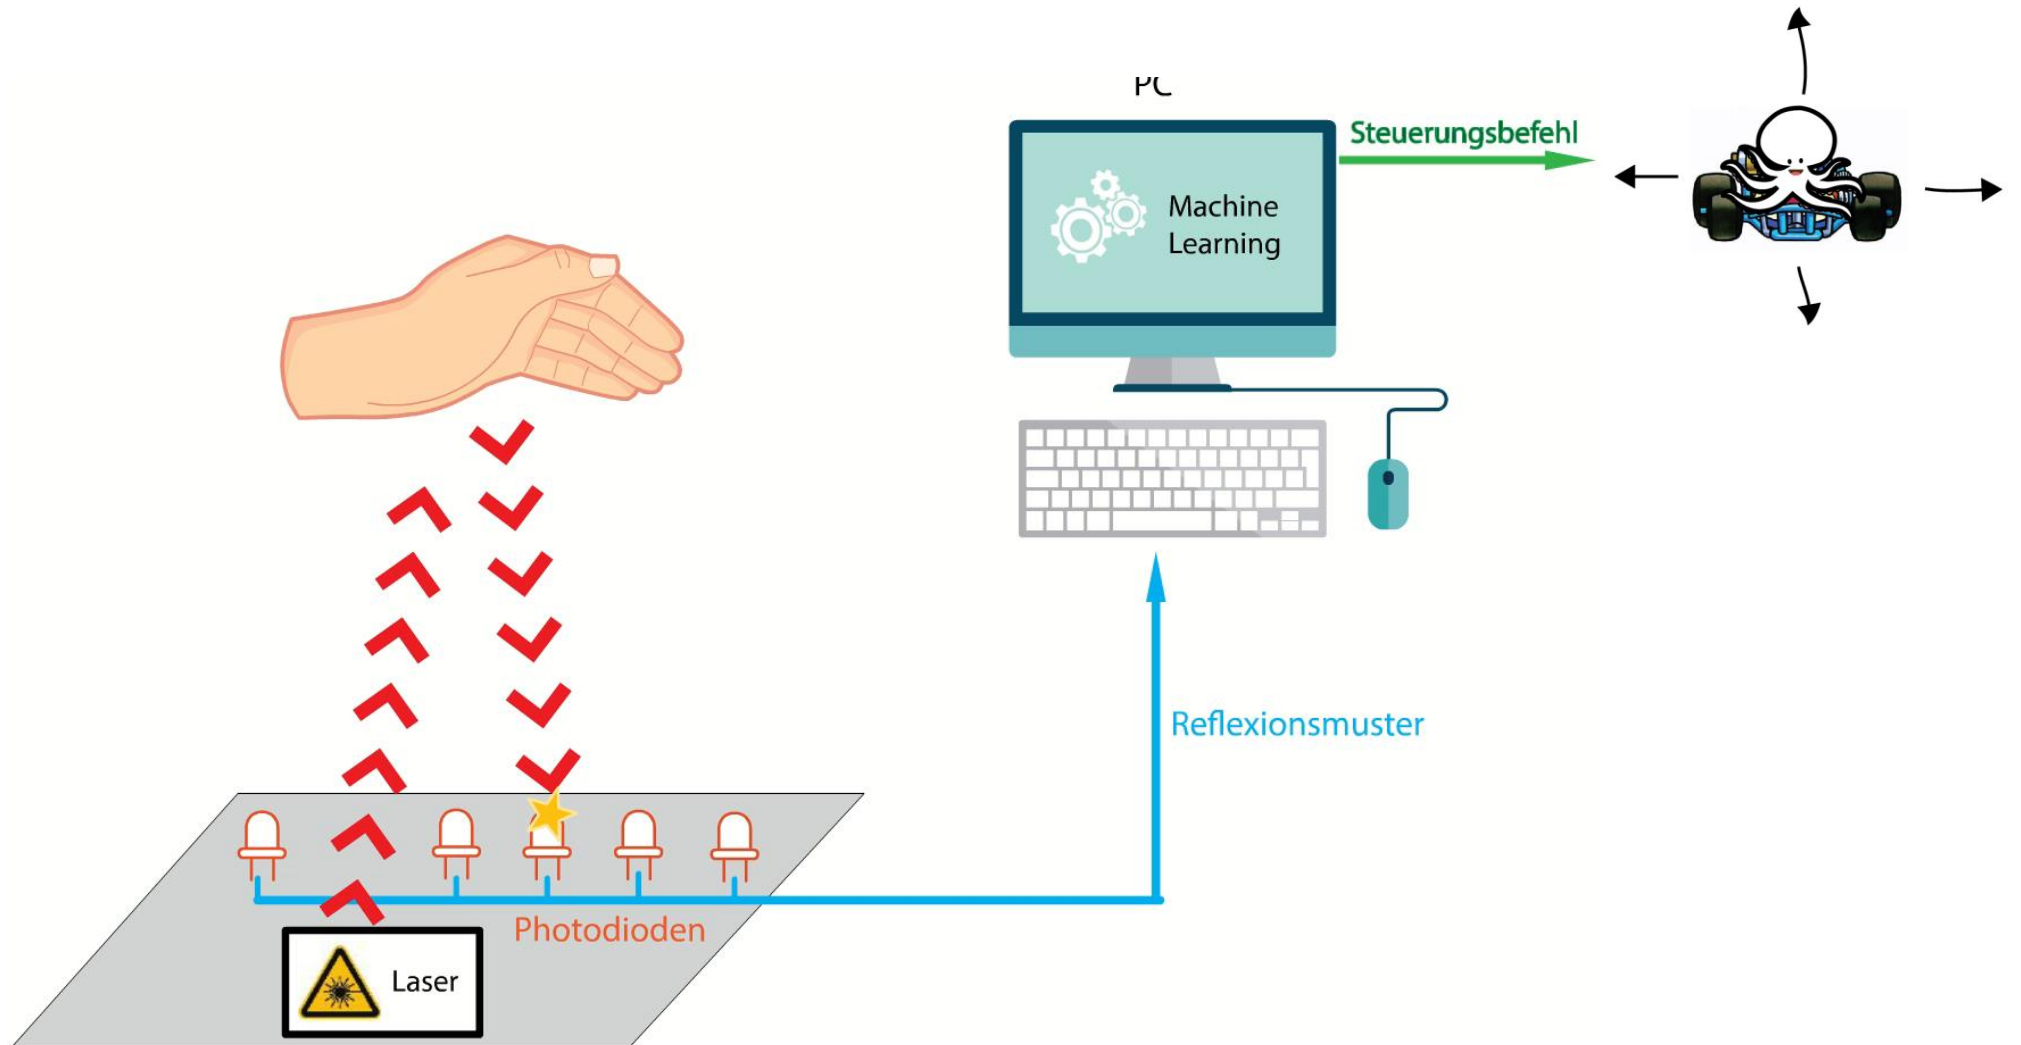 PC
Steuerungsbefehl
Machine
Learning
Reflexionsmuster
Photodioden
Laser